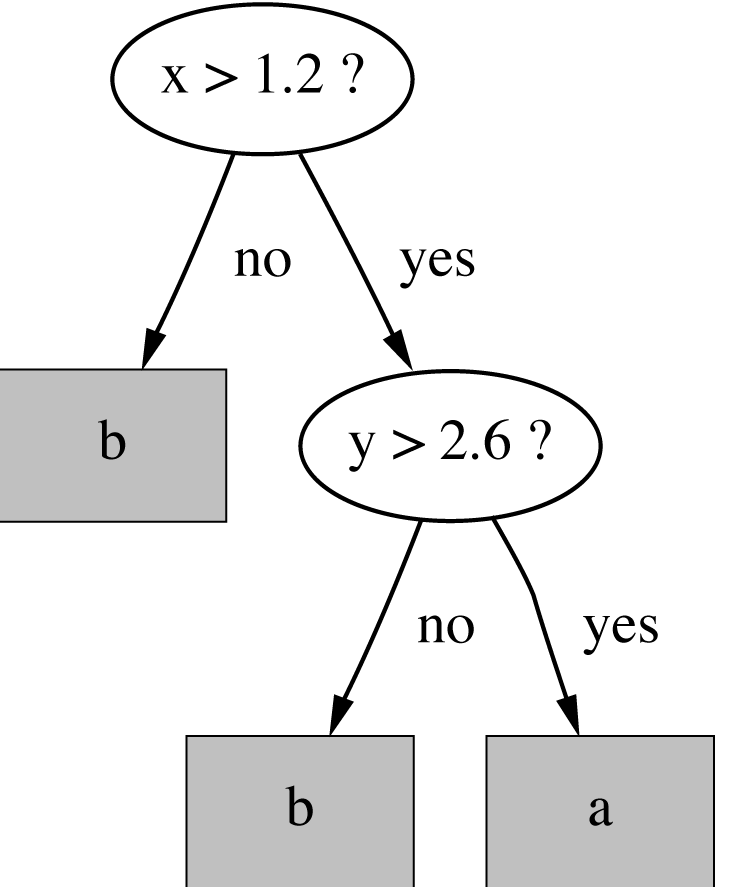 x > 1.2 ?
no
yes
b
y > 2.6 ?
no
yes
b
a